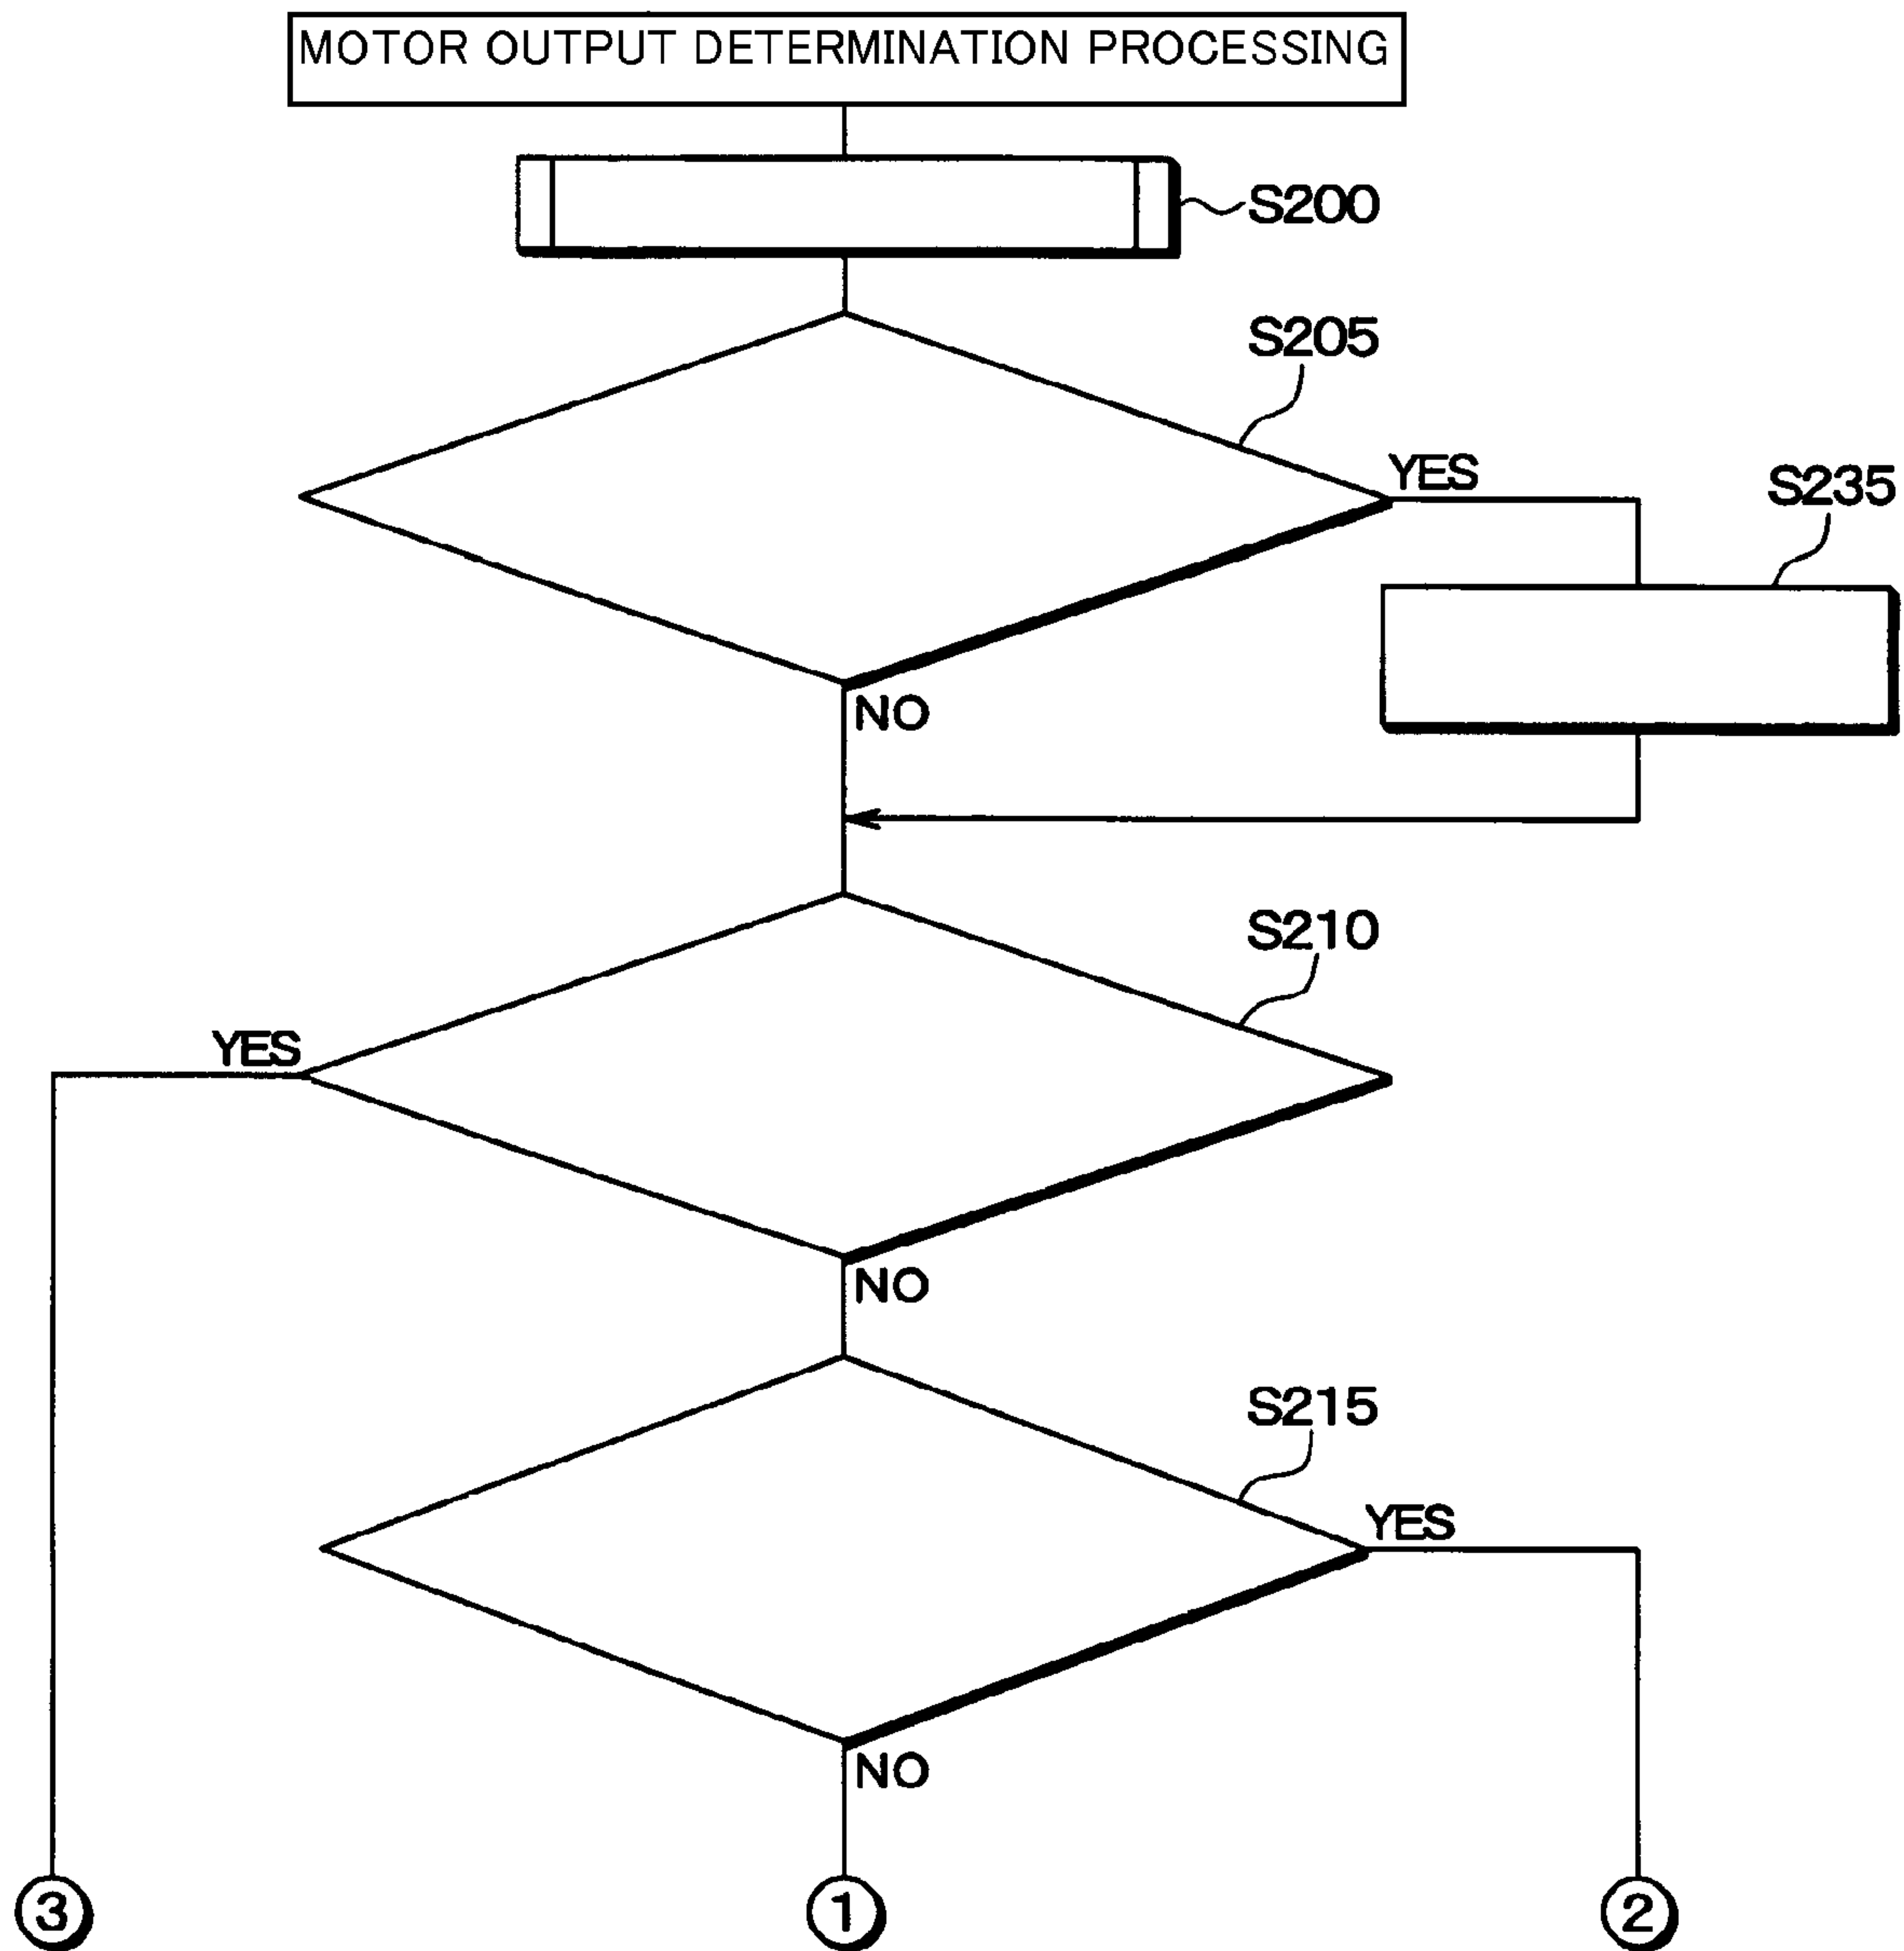 MOTOR OUTPUT DETERMINATION PROCESSING
S200
S205
YES
S235
NO
S210
YES
NO
S215
YES
NO
3
1
2